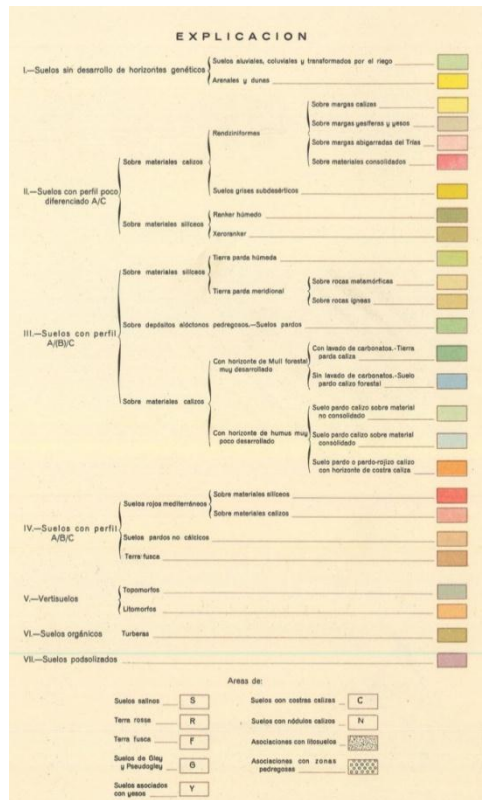 EXPLICACION
I.—Suelos sin desarrollo de horizontes genéticos
Suelos aluviales, coluviales y transformados por el riego
Arenales y dunas
II.—Suelos con perfil poco
diferenciado A/C
Sobre materiales calizos
Rendziniformes
Sobre margas calizas
Sobre margas yesíferas y yesos
Sobre margas abigarradas del Trías
Sobre materiales consolidados
Suelos grises subdesérticos
Sobre materiales silíceos
Ranker húmedo
Xeroranker
III.—Suelos con perfil
A/(B)/C
Sobre materiales silíceos
Tierra parda húmeda
Tierra parda meridional
Sobre rocas metamórficas
Sobre rocas ígneas
Sobre depósitos alóctonos pedregosos.—Suelos pardos
Sobre materiales calizos
Con horizonte de Mull forestal
muy desarrollado
Con lavado de carbonatos.-Tierra
parda caliza
Sin lavado de carbonatos.-Suelo
pardo calizo forestal
Con horizonte de humus muy
poco desarrollado
Suelo pardo calizo sobre material
no consolidado
Suelo pardo calizo sobre material
consolidado
Suelo pardo o pardo-rojizo calizo
con horizonte de costra caliza
IV.—Suelos con perfil
A/B/C
Suelos rojos mediterráneos
Sobre materiales silíceos
Sobre materiales calizos
Suelos pardos no cálcicos
Terra fusca
V.—Vertisuelos
Topomorfos
Litomorfos
VI.—Suelos orgánicos
Turberas
VII.—Suelos podsolizados
Areas de:
Suelos salinos
S
Suelos con costras calizas
C
Terra rossa
R
Suelos con nódulos calizos
N
Terra fusca
F
Asociaciones con litosuelos
Suelos de Gley
y Pseudogley
G
Asociaciones con zonas
pedregosas
Suelos asociados
con yesos
Y